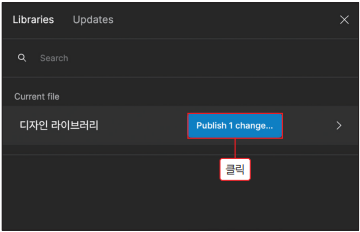 Libraries Updates
Search
Current file
디자인 라이브러리 Publish 1 change...
클릭